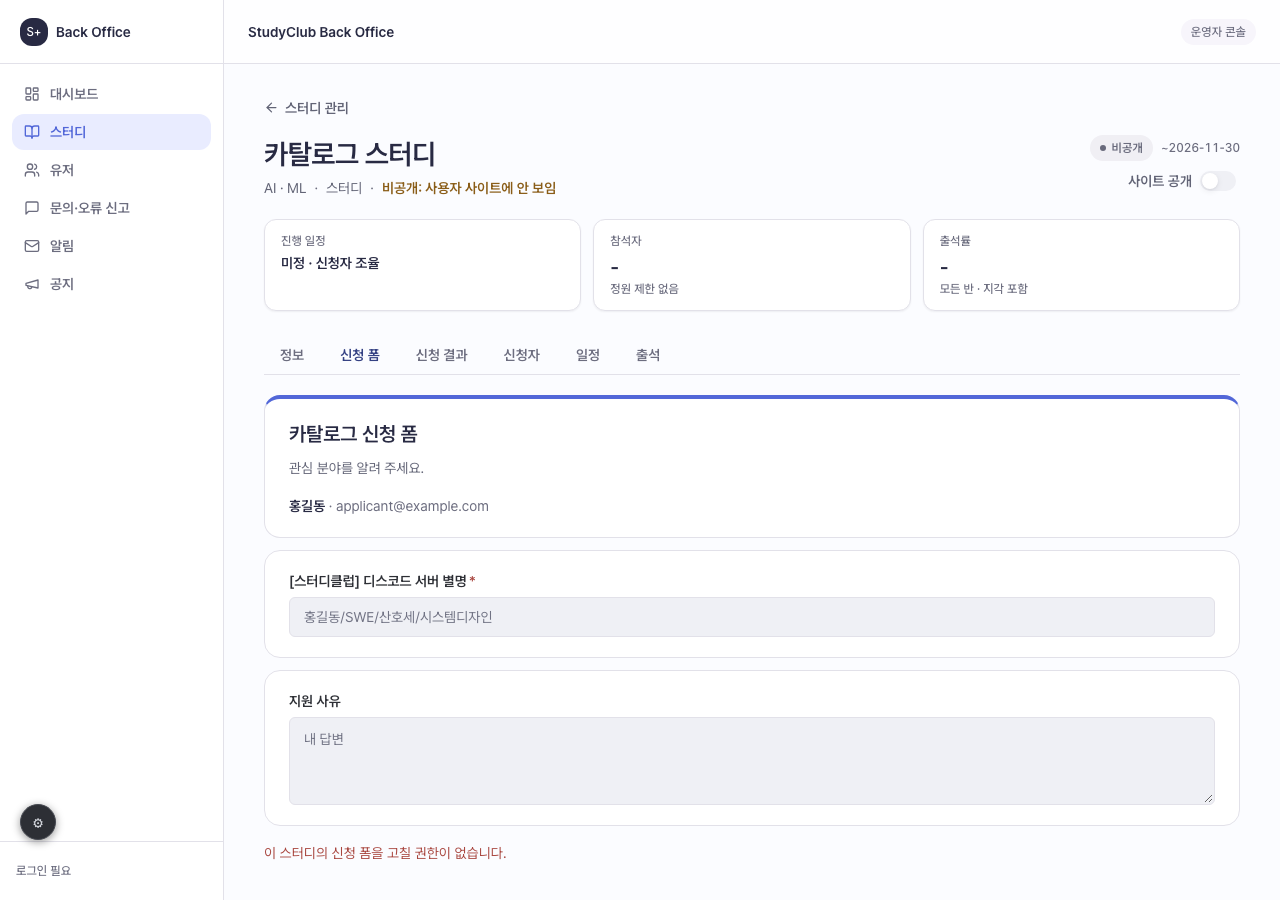 S+ Back Office
StudyClub Back Office
운영자 콘솔
대시보드
스터디
유저
문의·오류 신고
알림
공지
로그인 필요
← 스터디 관리
카탈로그 스터디
비공개 ~2026-11-30
AI · ML · 스터디 · 비공개: 사용자 사이트에 안 보임
사이트 공개
진행 일정
미정 · 신청자 조율
참석자
–
정원 제한 없음
출석률
–
모든 반 · 지각 포함
정보 신청 폼 신청 결과 신청자 일정 출석
카탈로그 신청 폼
관심 분야를 알려 주세요.
홍길동 · applicant@example.com
[스터디클럽] 디스코드 서버 별명 *
홍길동/SWE/산호세/시스템디자인
지원 사유
내 답변
이 스터디의 신청 폼을 고칠 권한이 없습니다.